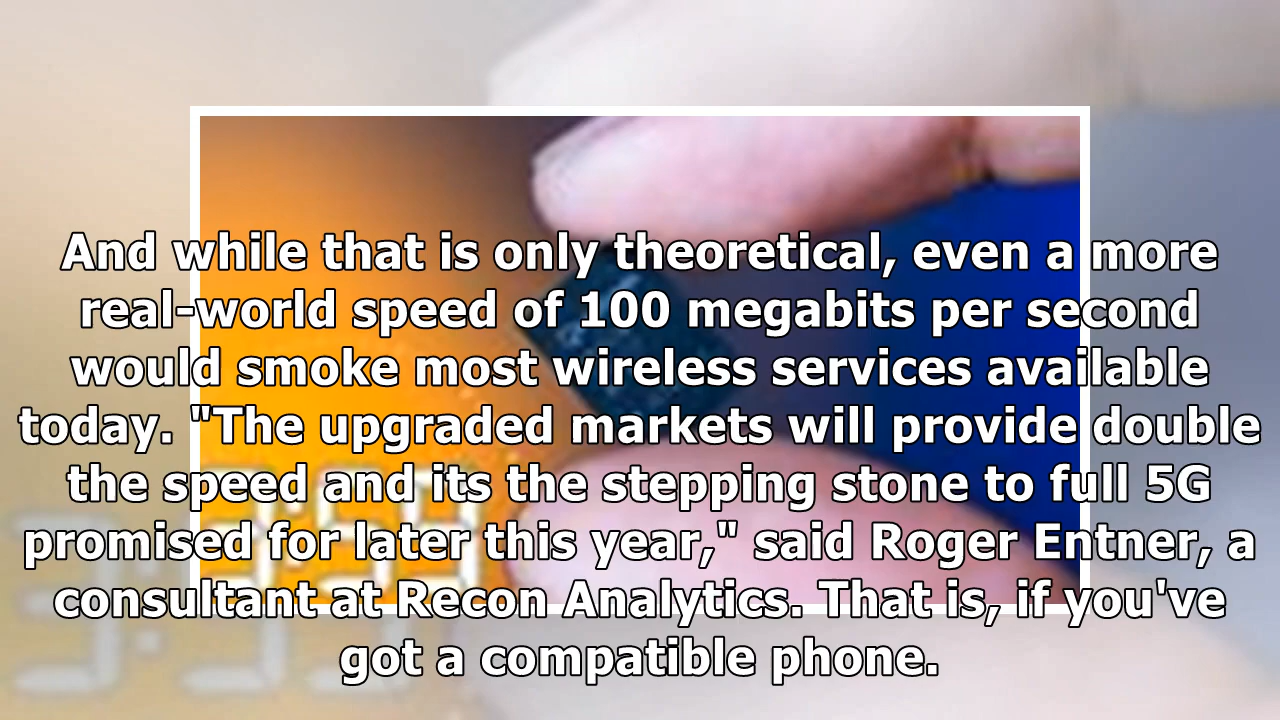 And while that is only theoretical, even a more
real-world speed of 100 megabits per second
would smoke most wireless services available
today. "The upgraded markets will provide double
the speed and its the stepping stone to full 5G
promised for later this year," said Roger Entner, a
consultant at Recon Analytics. That is, if you've
got a compatible phone.